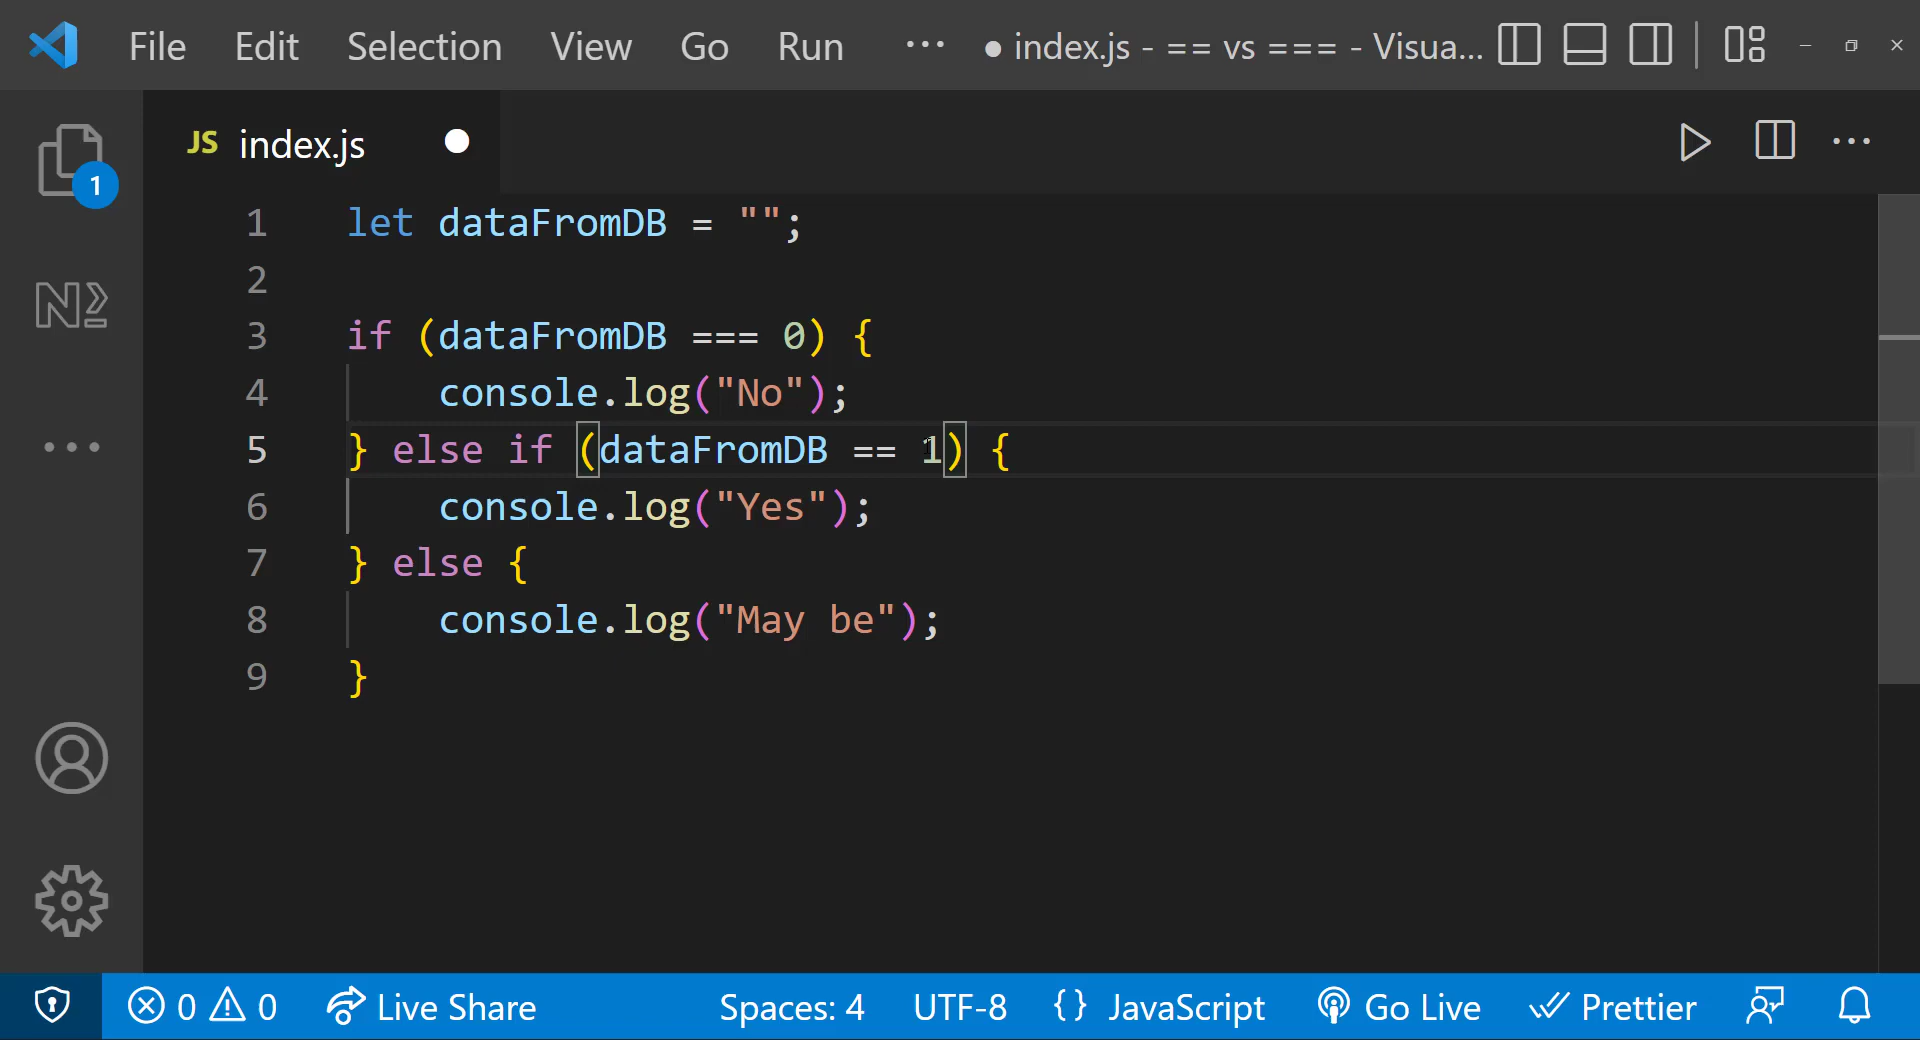 File Edit Selection View Go Run ··· ● index.js - == vs === - Visua...
JS index.js ●
1
1 let dataFromDB = "";
2
3 if (dataFromDB === 0) {
4 console.log("No");
5 } else if (dataFromDB == 1) {
6 console.log("Yes");
7 } else {
8 console.log("May be");
9 }
0 0 Live Share Spaces: 4 UTF-8 {} JavaScript Go Live Prettier